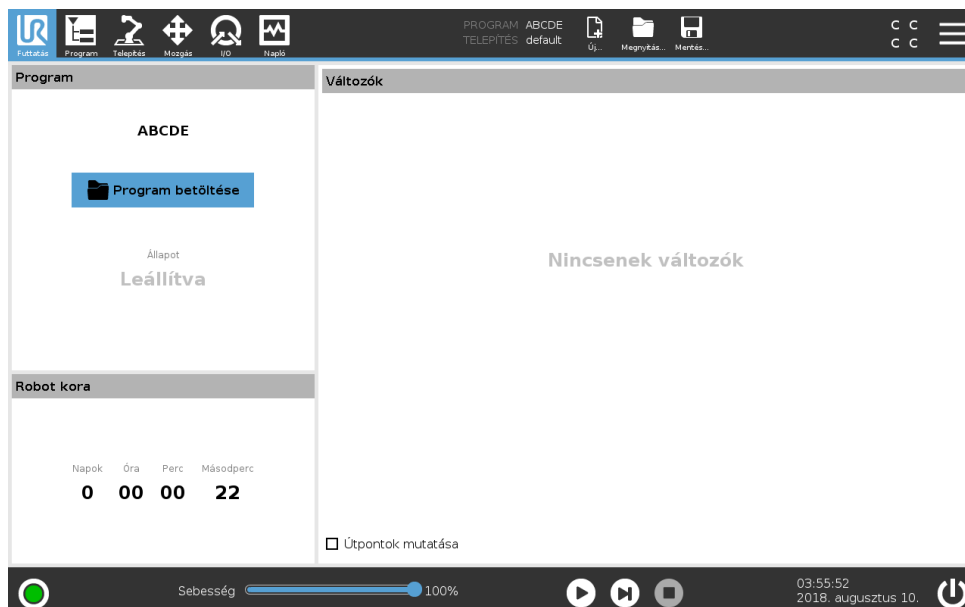 PROGRAM ABCDE
TELEPÍTÉS default
C C
C C
Futtatás Program Telepítés Mozgás I/O Napló
Új... Megnyitás... Mentés...
Program
ABCDE
Program betöltése
Állapot
Leállítva
Robot kora
Napok Óra Perc Másodperc
0 00 00 22
Változók
Nincsenek változók
Útpontok mutatása
Sebesség 100%
03:55:52
2018. augusztus 10.